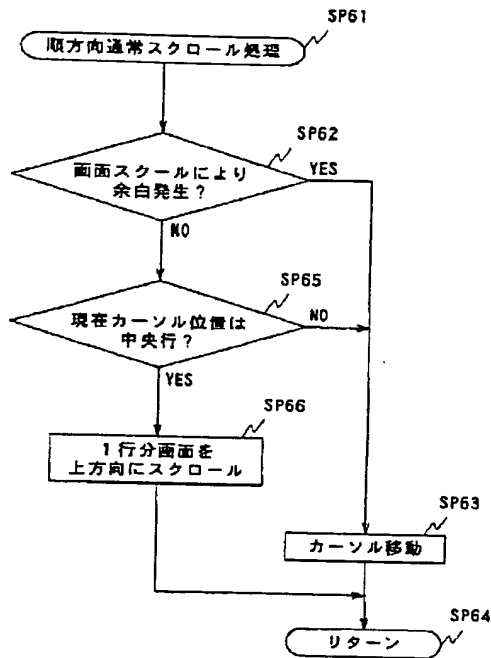 SP61
順方向通常スクロール処理
SP62
画面スクールにより
余白発生?
YES
NO
SP65
現在カーソル位置は
中央行?
NO
YES
SP66
1行分画面を
上方向にスクロール
SP63
カーソル移動
SP64
リターン